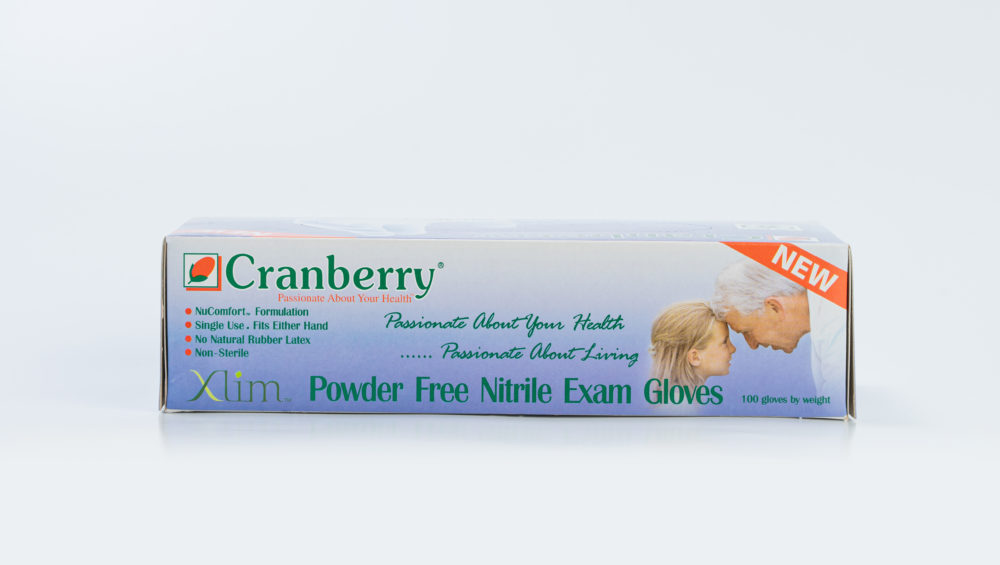 Cranberry®
Passionate About Your Health
NEW
• NuComfort™ Formulation
• Single Use. Fits Either Hand
• No Natural Rubber Latex
• Non-Sterile
Passionate About Your Health
...... Passionate About Living
Xlim™ Powder Free Nitrile Exam Gloves
100 gloves by weight